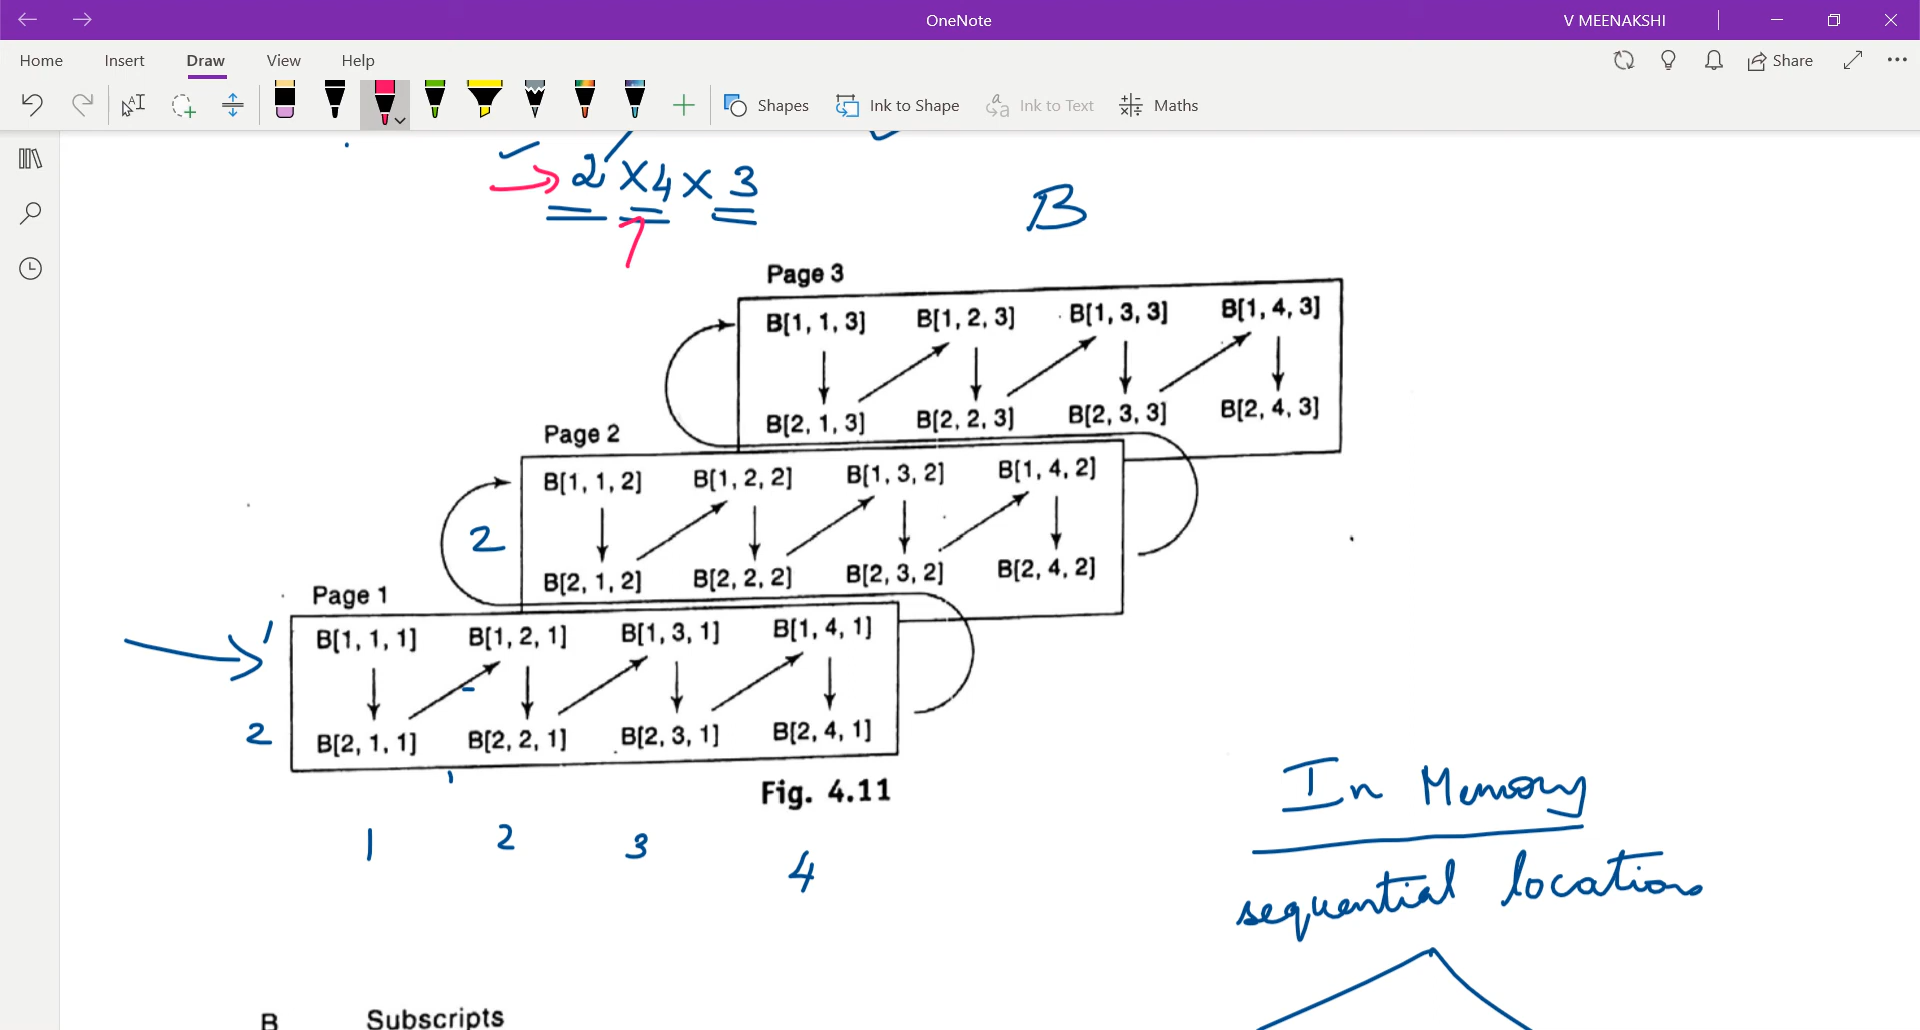 OneNote
V MEENAKSHI
Home Insert Draw View Help
Share
Shapes Ink to Shape Ink to Text Maths
2 × 4 × 3
B
Page 3
B[1, 1, 3] B[1, 2, 3] B[1, 3, 3] B[1, 4, 3]
B[2, 1, 3] B[2, 2, 3] B[2, 3, 3] B[2, 4, 3]
Page 2
B[1, 1, 2] B[1, 2, 2] B[1, 3, 2] B[1, 4, 2]
2
B[2, 1, 2] B[2, 2, 2] B[2, 3, 2] B[2, 4, 2]
Page 1
1 B[1, 1, 1] B[1, 2, 1] B[1, 3, 1] B[1, 4, 1]
2 B[2, 1, 1] B[2, 2, 1] B[2, 3, 1] B[2, 4, 1]
Fig. 4.11
1 2 3 4
In Memory
sequential locations
B Subscripts